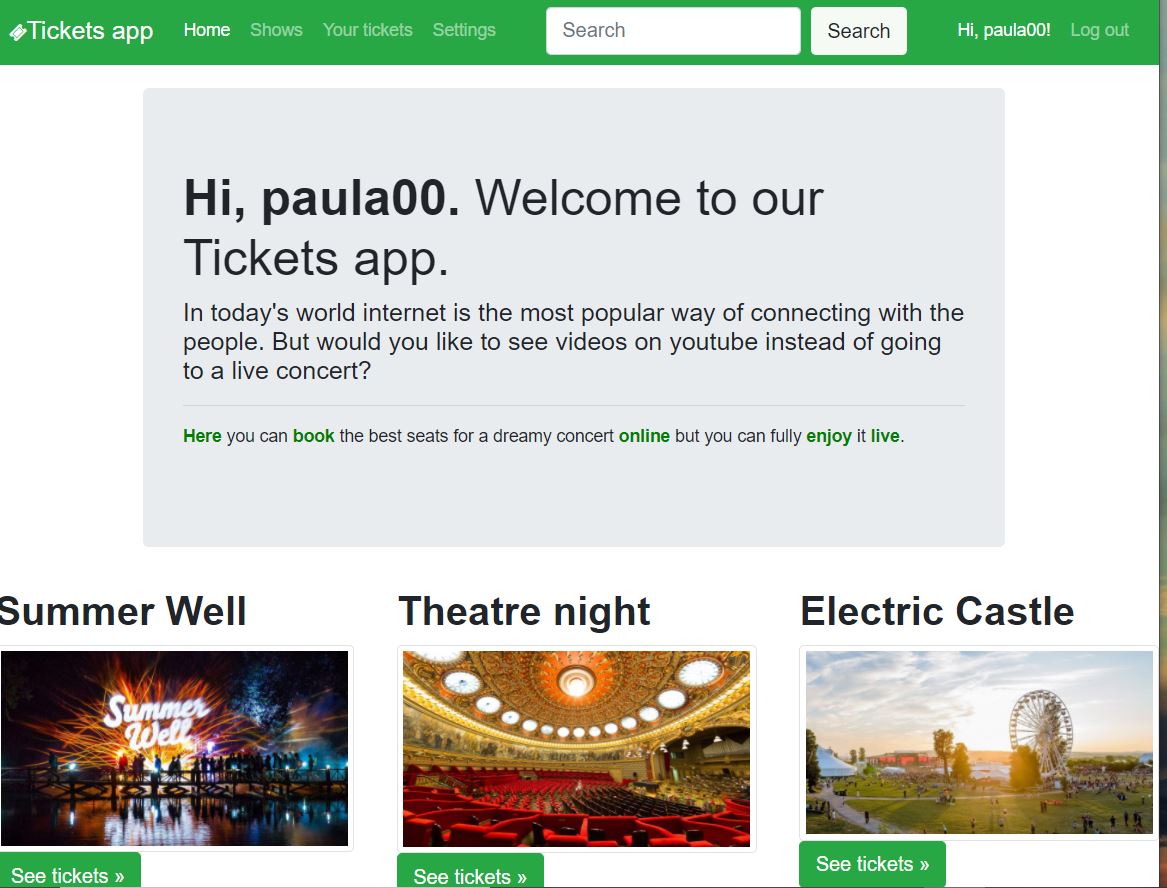 Tickets app Home Shows Your tickets Settings Search Search Hi, paula00! Log out
Hi, paula00. Welcome to our
Tickets app.
In today's world internet is the most popular way of connecting with the
people. But would you like to see videos on youtube instead of going
to a live concert?
Here you can book the best seats for a dreamy concert online but you can fully enjoy it live.
Summer Well
Summer
Well
See tickets »
Theatre night
See tickets »
Electric Castle
See tickets »